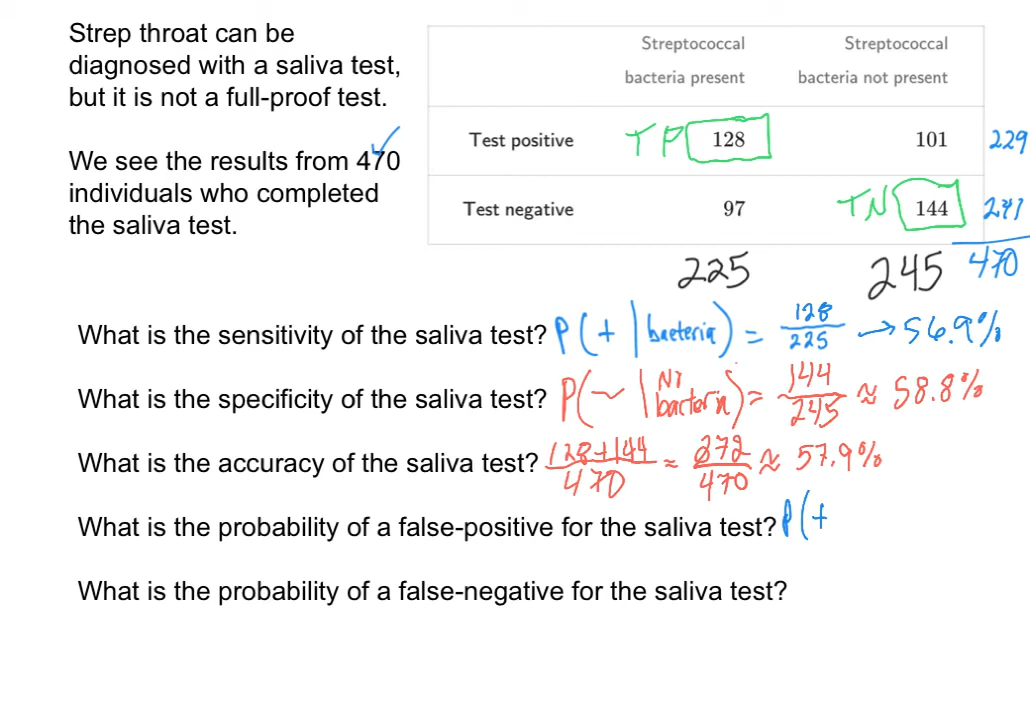 Strep throat can be
diagnosed with a saliva test,
but it is not a full-proof test.
We see the results from 470 ✓
individuals who completed
the saliva test.
Streptococcal bacteria present
Streptococcal bacteria not present
Test positive TP 128 101 229
Test negative 97 TN 144 241
225 245 470
What is the sensitivity of the saliva test? P(+ | bacteria) = 128/225 → 56.9%
What is the specificity of the saliva test? P(− | No bacteria) = 144/245 ≈ 58.8%
What is the accuracy of the saliva test? 128+144/470 = 272/470 ≈ 57.9%
What is the probability of a false-positive for the saliva test? P(+
What is the probability of a false-negative for the saliva test?